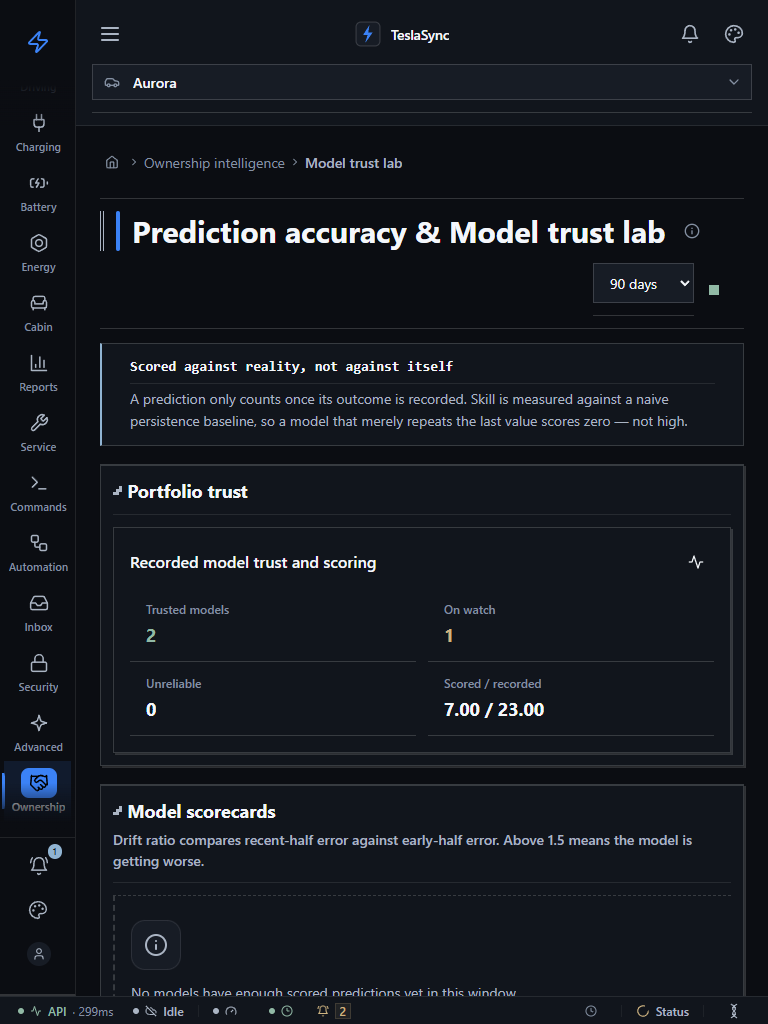 TeslaSync
Aurora
Charging
Battery
Energy
Cabin
Reports
Service
Commands
Automation
Inbox
Security
Advanced
Ownership
1
Ownership intelligence > Model trust lab
Prediction accuracy & Model trust lab
90 days
Scored against reality, not against itself
A prediction only counts once its outcome is recorded. Skill is measured against a naive
persistence baseline, so a model that merely repeats the last value scores zero — not high.
Portfolio trust
Recorded model trust and scoring
Trusted models
2
On watch
1
Unreliable
0
Scored / recorded
7.00 / 23.00
Model scorecards
Drift ratio compares recent-half error against early-half error. Above 1.5 means the model is
getting worse.
No models have enough scored predictions yet in this window.
API · 299ms
Idle
2
Status